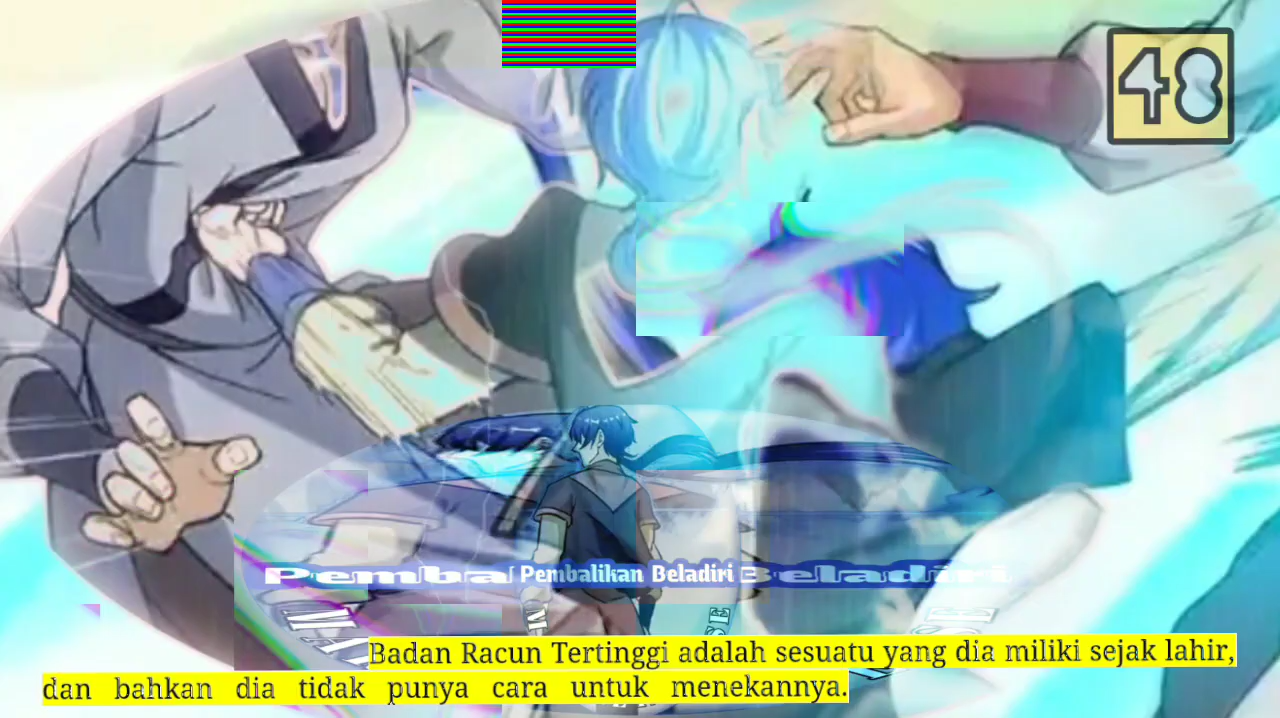 48
Pembalikan Beladiri
Badan Racun Tertinggi adalah sesuatu yang dia miliki sejak lahir,
dan bahkan dia tidak punya cara untuk menekannya.